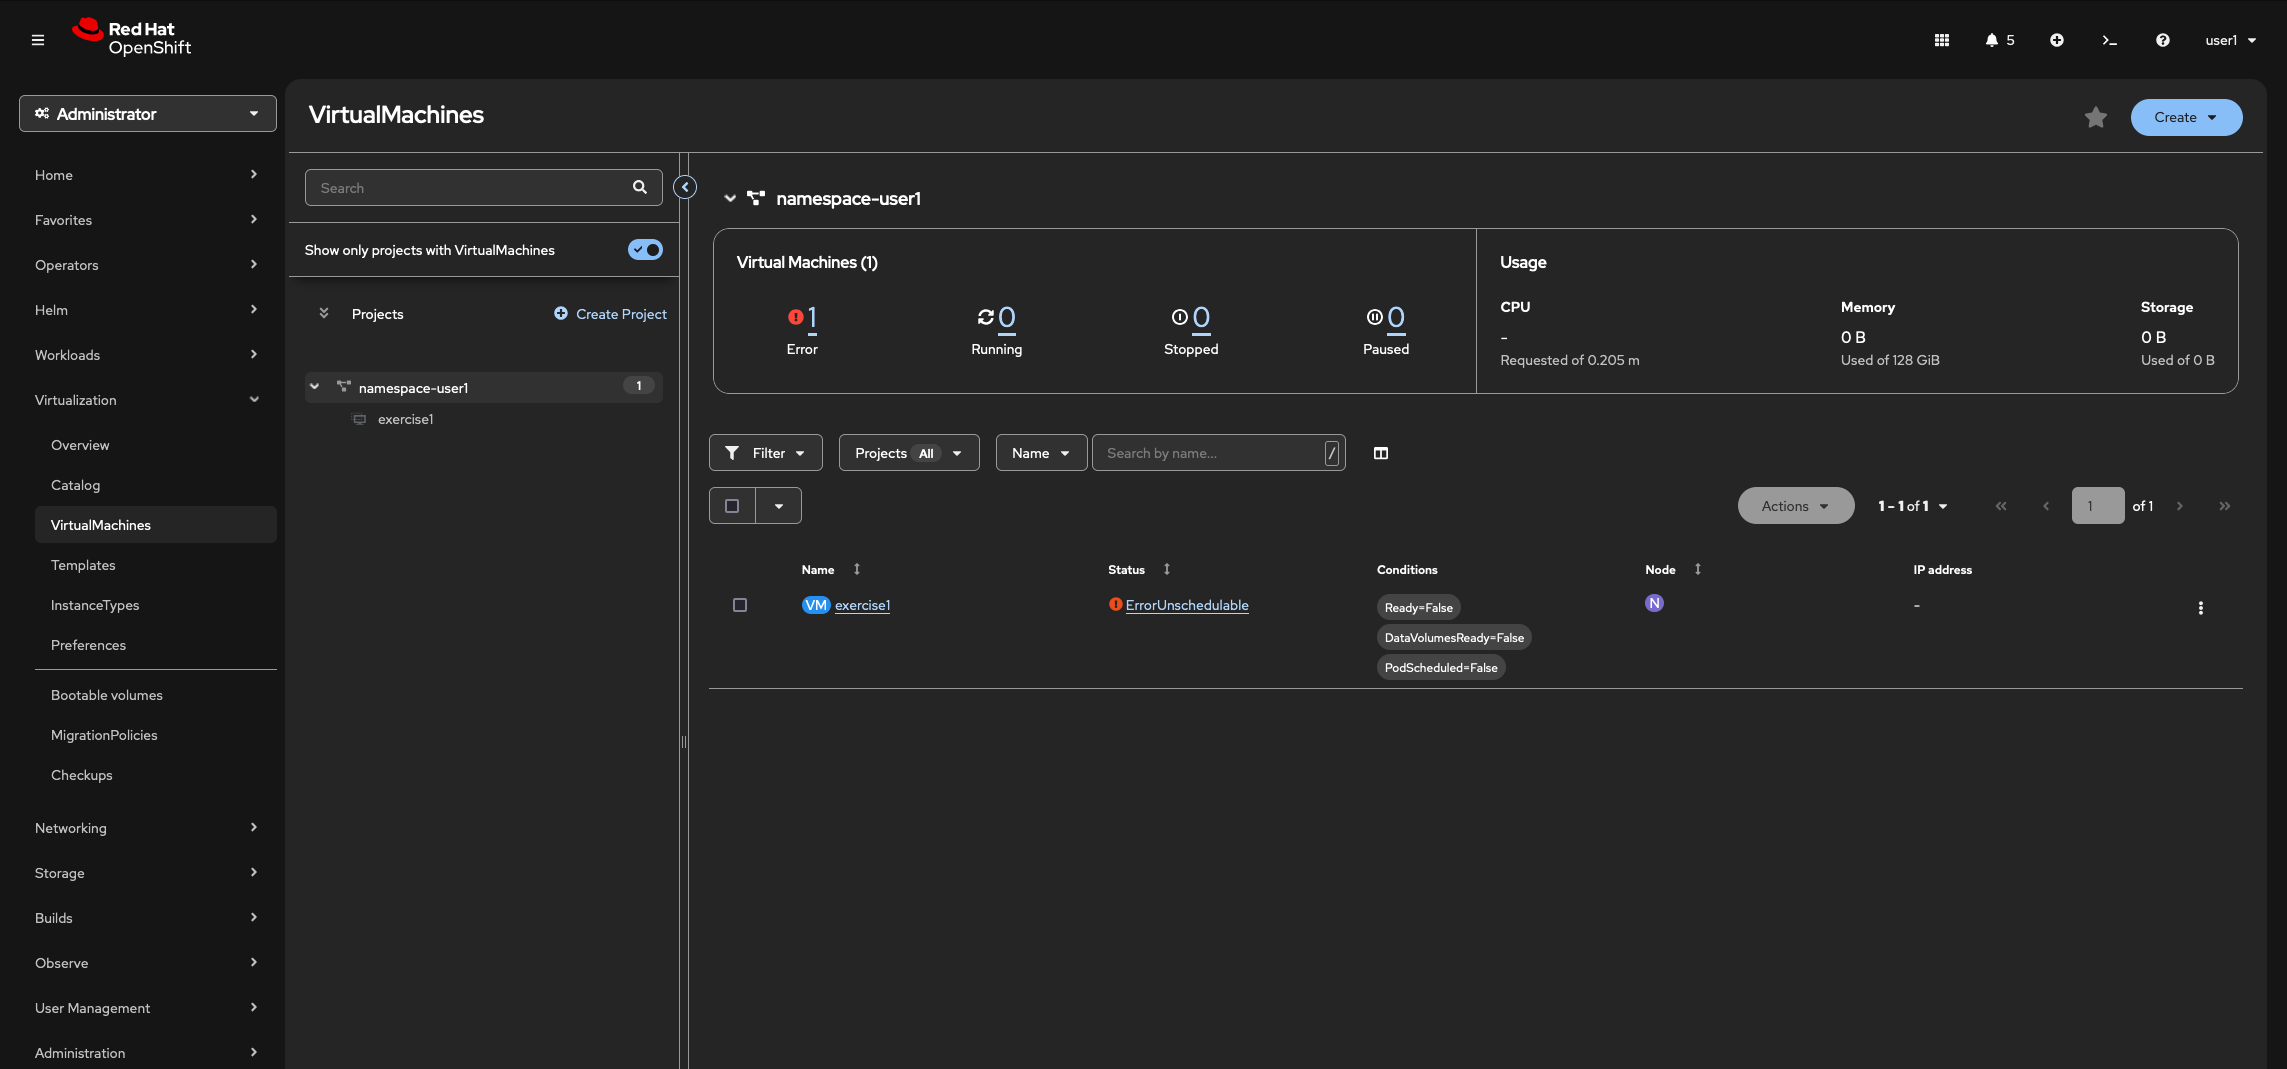 Red Hat
OpenShift
5
user1
Administrator
Home
Favorites
Operators
Helm
Workloads
Virtualization
Overview
Catalog
VirtualMachines
Templates
InstanceTypes
Preferences
Bootable volumes
MigrationPolicies
Checkups
Networking
Storage
Builds
Observe
User Management
Administration
VirtualMachines
Create
Search
Show only projects with VirtualMachines
Projects
Create Project
namespace-user1
1
exercise1
namespace-user1
Virtual Machines (1)
1
Error
0
Running
0
Stopped
0
Paused
Usage
CPU
-
Requested of 0.205 m
Memory
0 B
Used of 128 GiB
Storage
0 B
Used of 0 B
Filter
Projects All
Name
Search by name...
/
Actions
1 - 1 of 1
1
of 1
Name Status Conditions Node IP address
VM exercise1
ErrorUnschedulable
Ready=False
DataVolumesReady=False
PodScheduled=False
N
-